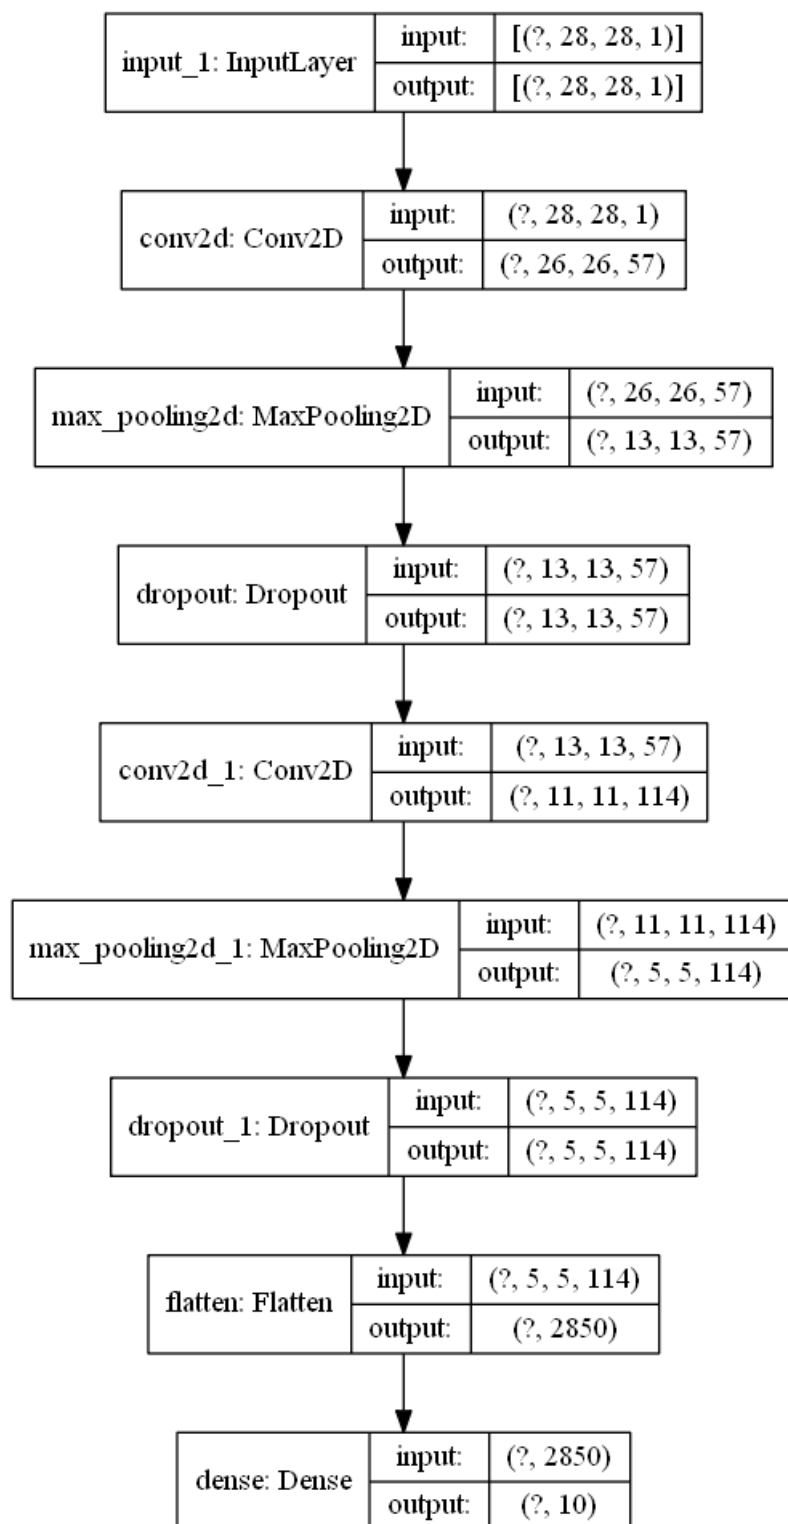 input_1: InputLayer
input: [(?, 28, 28, 1)]
output: [(?, 28, 28, 1)]
conv2d: Conv2D
input: (?, 28, 28, 1)
output: (?, 26, 26, 57)
max_pooling2d: MaxPooling2D
input: (?, 26, 26, 57)
output: (?, 13, 13, 57)
dropout: Dropout
input: (?, 13, 13, 57)
output: (?, 13, 13, 57)
conv2d_1: Conv2D
input: (?, 13, 13, 57)
output: (?, 11, 11, 114)
max_pooling2d_1: MaxPooling2D
input: (?, 11, 11, 114)
output: (?, 5, 5, 114)
dropout_1: Dropout
input: (?, 5, 5, 114)
output: (?, 5, 5, 114)
flatten: Flatten
input: (?, 5, 5, 114)
output: (?, 2850)
dense: Dense
input: (?, 2850)
output: (?, 10)